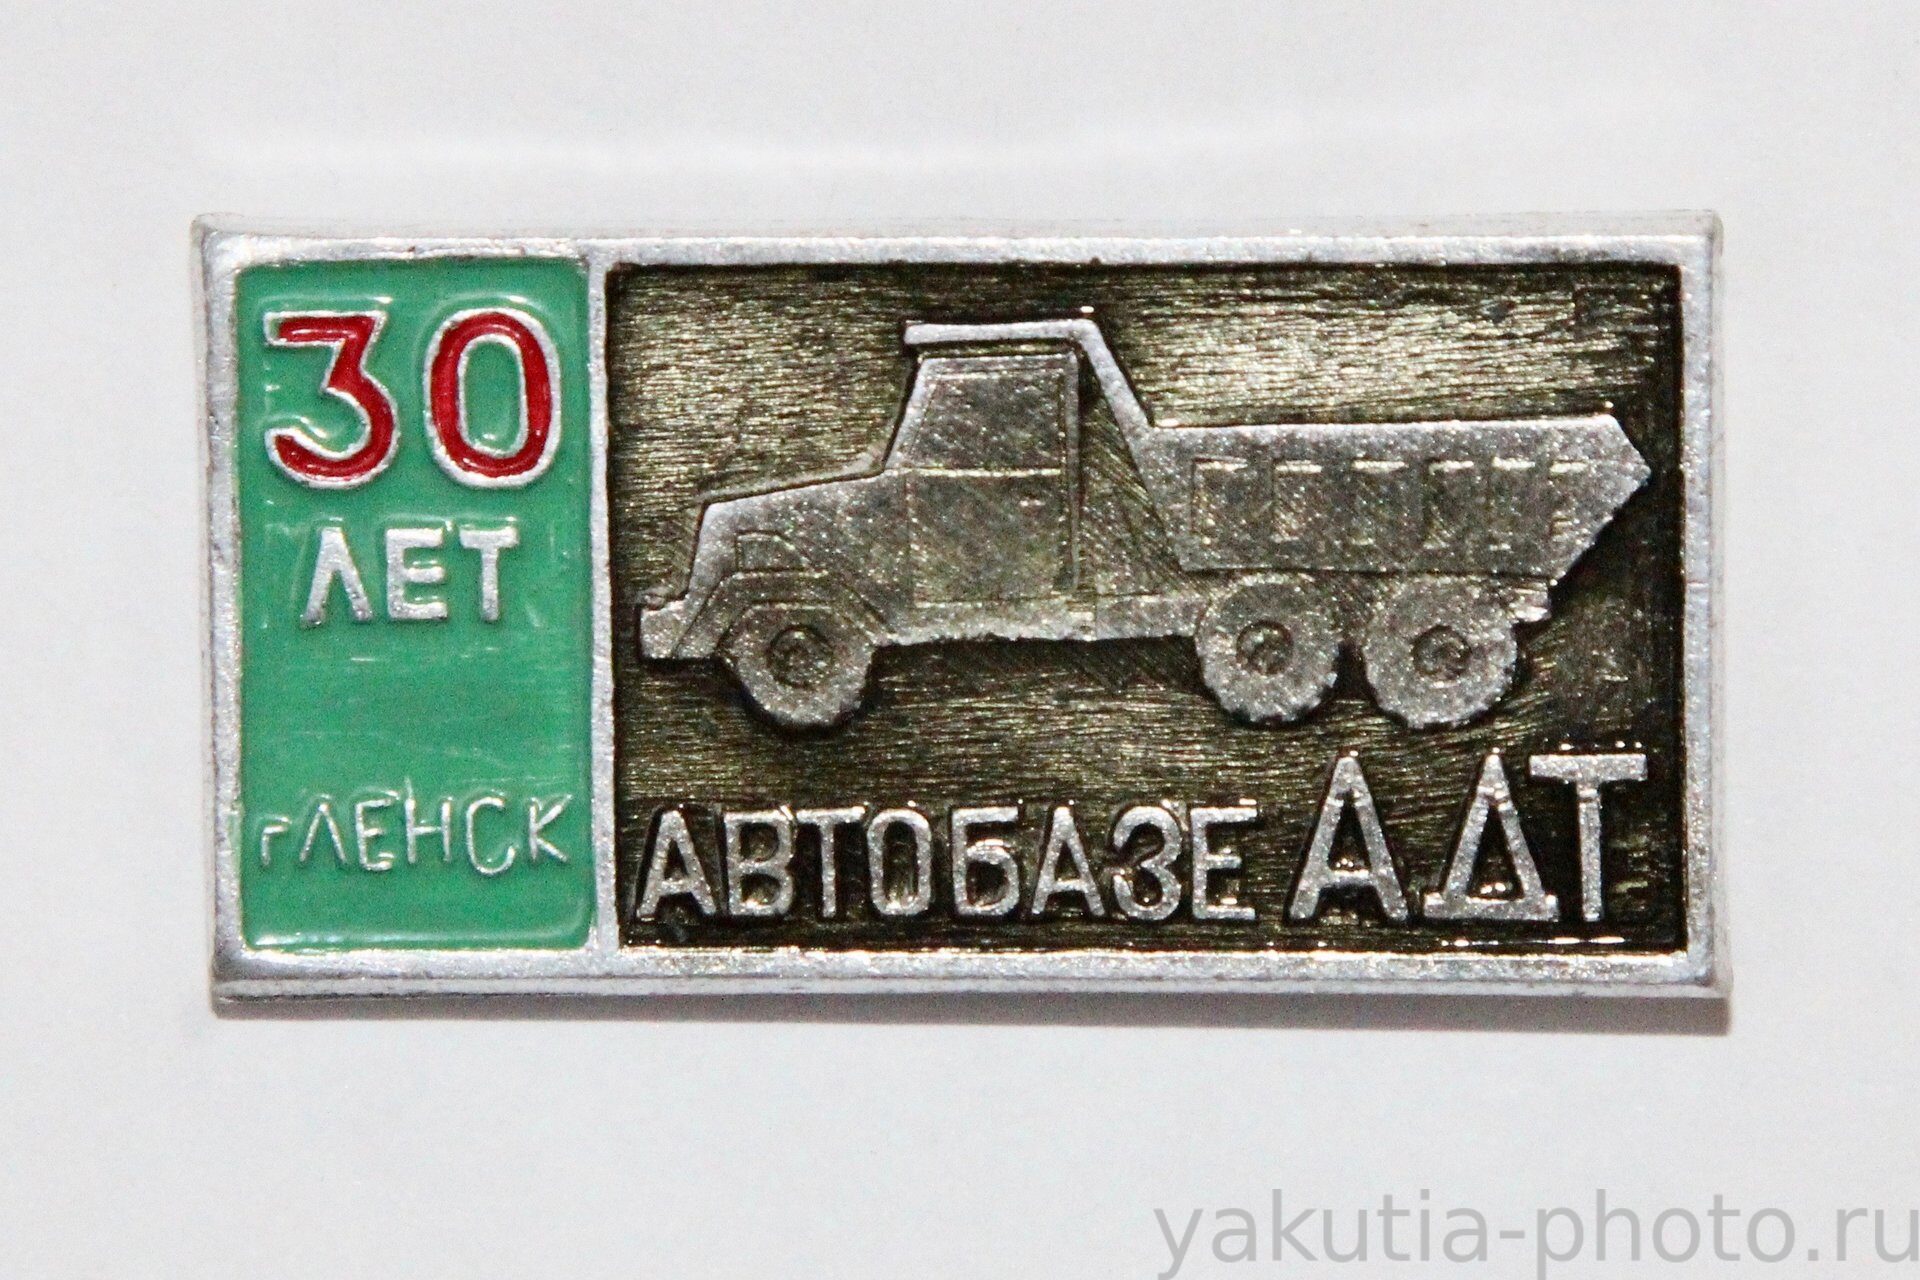 30
ЛЕТ
гЛЕНСК
АВТОБАЗЕ АДТ
yakutia-photo.ru